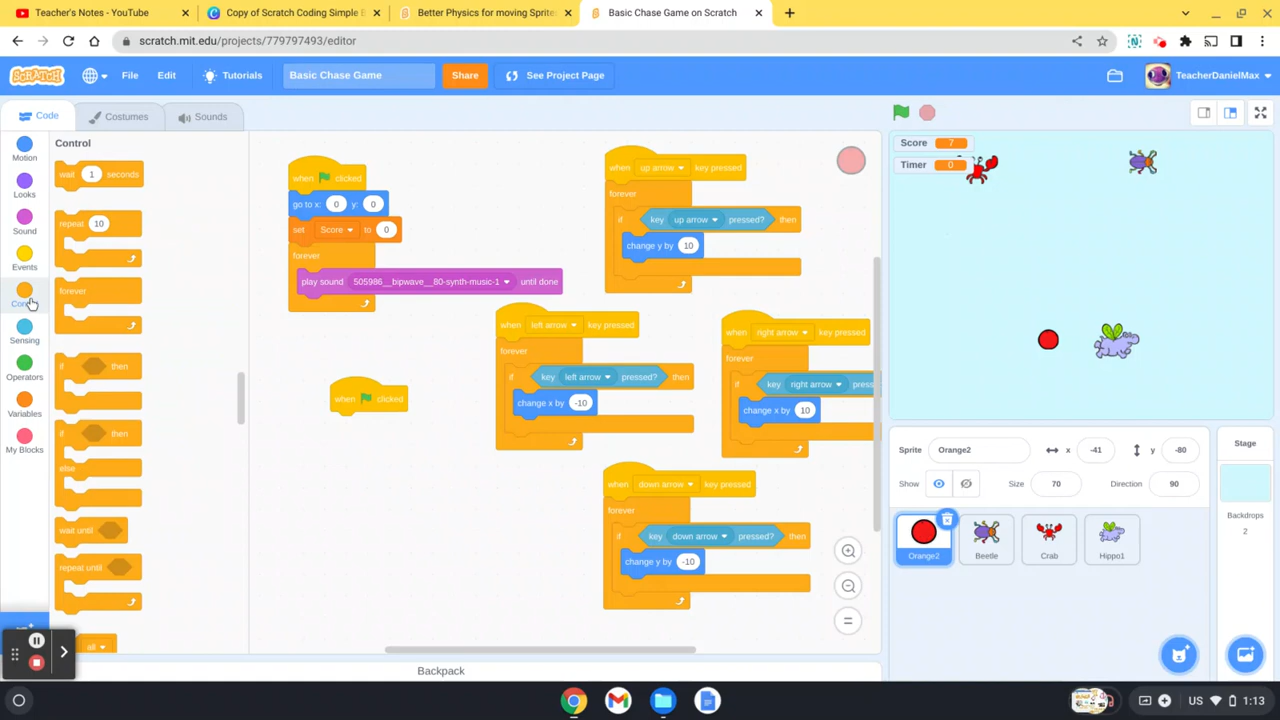 Teacher's Notes - YouTube
Copy of Scratch Coding Simple
Better Physics for moving Sprite
Basic Chase Game on Scratch
scratch.mit.edu/projects/779797493/editor
SCRATCH
File
Edit
Tutorials
Basic Chase Game
Share
See Project Page
TeacherDanielMax
Code
Costumes
Sounds
Motion
Looks
Sound
Events
Sensing
Operators
Variables
My Blocks
Control
wait 1 seconds
repeat 10
forever
if then
if then
else
wait until
repeat until
all
when clicked
go to x: 0 y: 0
set Score to 0
forever
play sound 505986__bipwave__80-synth-music-1 until done
when clicked
when up arrow key pressed
forever
if key up arrow pressed? then
change y by 10
when left arrow key pressed
forever
if key left arrow pressed? then
change x by -10
when right arrow key pressed
forever
if key right arrow press
change x by 10
when down arrow key pressed
forever
if key down arrow pressed? then
change y by -10
Backpack
Score 7
Timer 0
Sprite Orange2 x -41 y -80
Show Size 70 Direction 90
Orange2
Beetle
Crab
Hippo1
Stage
Backdrops
2
US 1:13